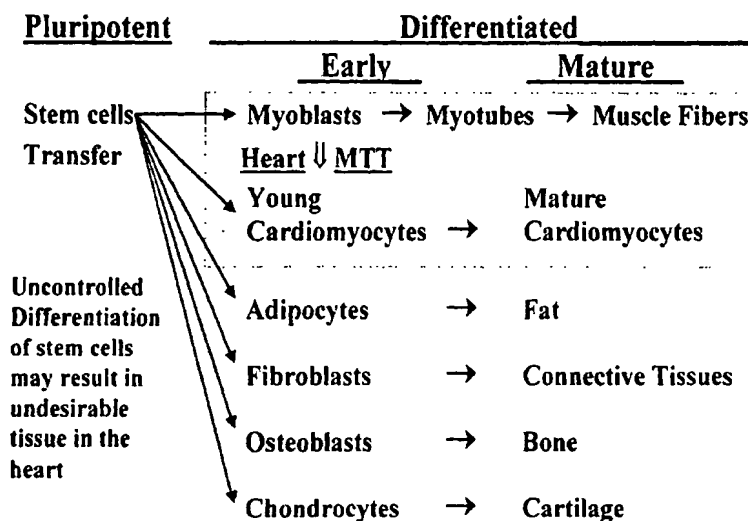 Pluripotent Differentiated
Early Mature
Stem cells Myoblasts → Myotubes → Muscle Fibers
Transfer Heart ⇓ MTT
Young Mature
Cardiomyocytes → Cardiomyocytes
Uncontrolled
Differentiation Adipocytes → Fat
of stem cells
may result in Fibroblasts → Connective Tissues
undesirable
tissue in the Osteoblasts → Bone
heart
Chondrocytes → Cartilage